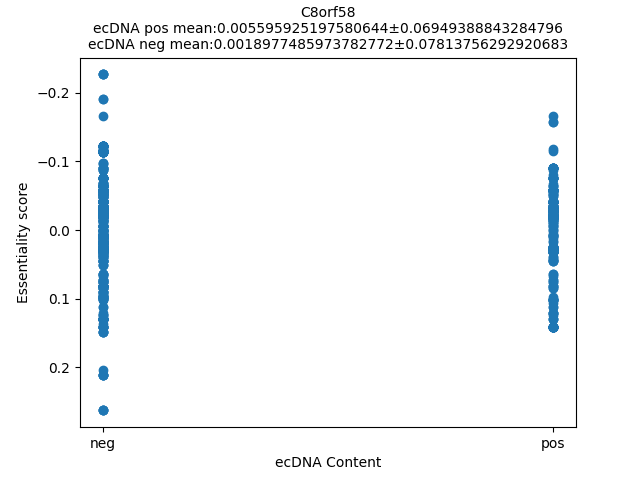 C8orf58
ecDNA pos mean:0.005595925197580644±0.06949388843284796
ecDNA neg mean:0.0018977485973782772±0.07813756292920683
−0.2
−0.1
0.0
0.1
0.2
Essentiality score
neg
pos
ecDNA Content